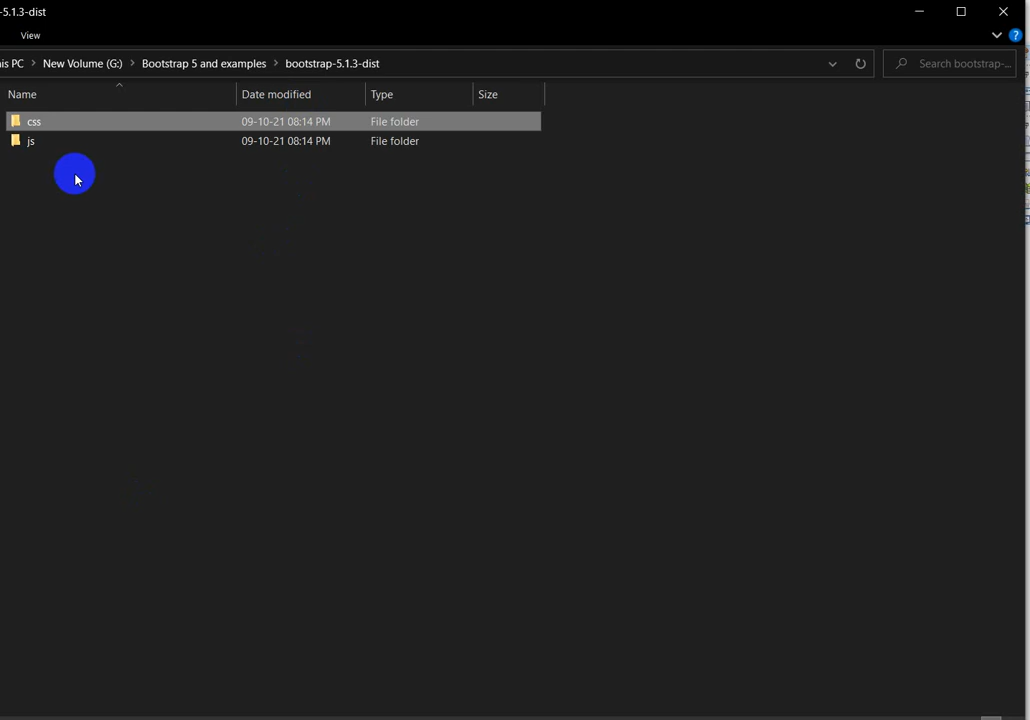 -5.1.3-dist
View
is PC > New Volume (G:) > Bootstrap 5 and examples > bootstrap-5.1.3-dist
Search bootstrap-...
Name Date modified Type Size
css 09-10-21 08:14 PM File folder
js 09-10-21 08:14 PM File folder